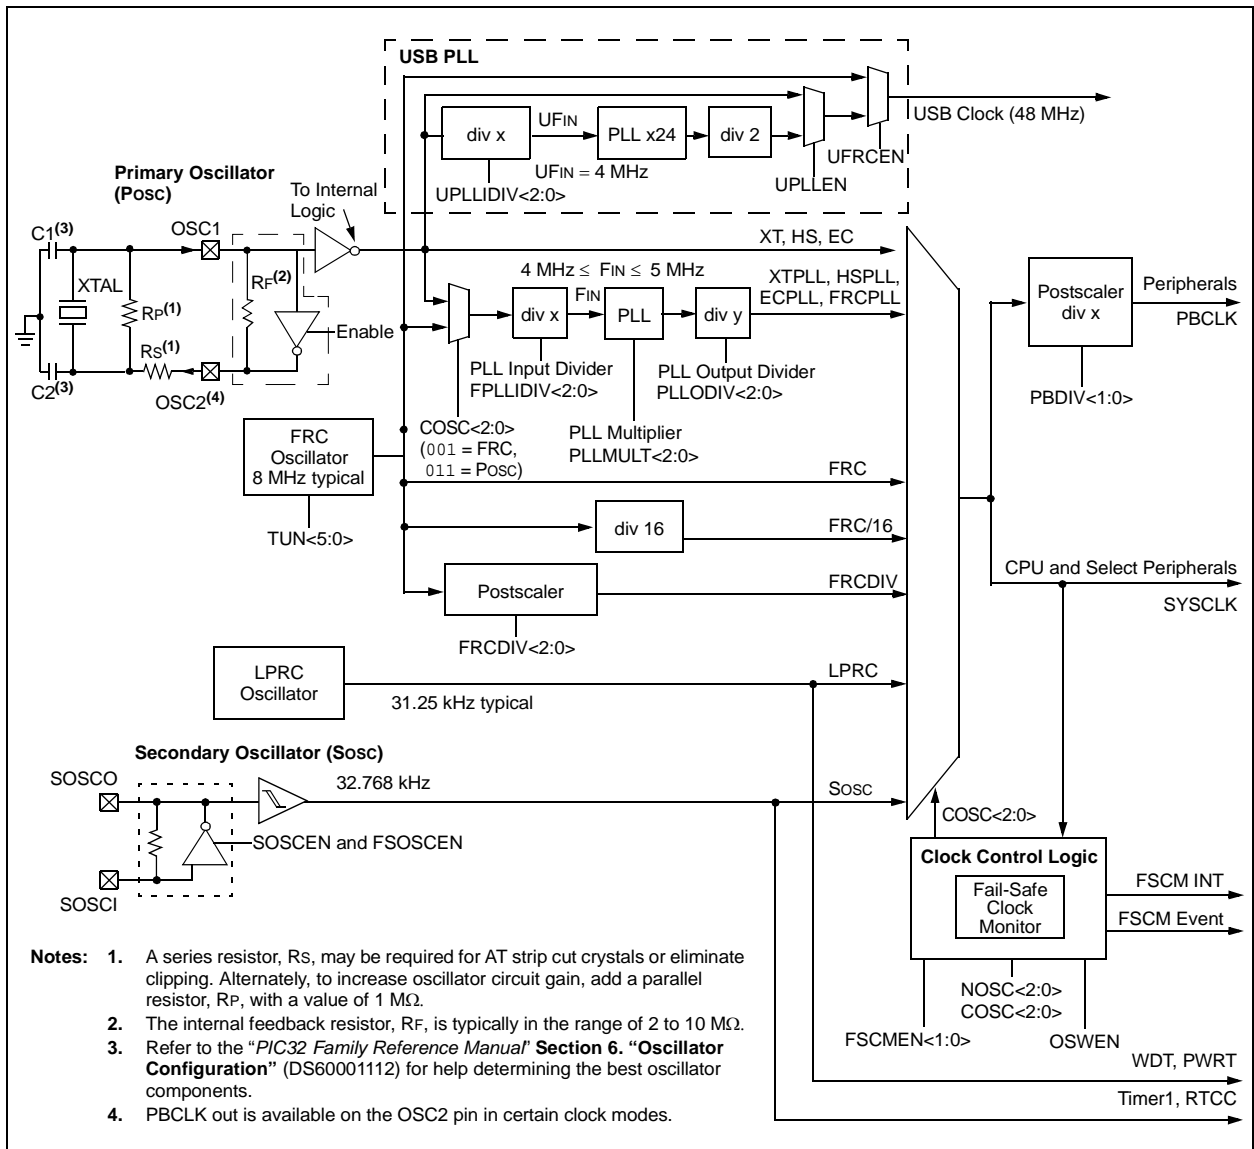 USB PLL
div x
UFIN
PLL x24
div 2
UFIN = 4 MHz
UPLLIDIV<2:0>
UPLLEN
UFRCEN
USB Clock (48 MHz)
Primary Oscillator
(POSC)
To Internal
Logic
C1(3)
OSC1
XTAL
RP(1)
RF(2)
Enable
RS(1)
C2(3)
OSC2(4)
XT, HS, EC
4 MHz ≤ FIN ≤ 5 MHz
FIN
div x
PLL
div y
XTPLL, HSPLL,
ECPLL, FRCPLL
PLL Input Divider
FPLLIDIV<2:0>
PLL Output Divider
PLLODIV<2:0>
COSC<2:0>
(001 = FRC,
011 = POSC)
PLL Multiplier
PLLMULT<2:0>
Postscaler
div x
Peripherals
PBCLK
PBDIV<1:0>
FRC
Oscillator
8 MHz typical
TUN<5:0>
FRC
div 16
FRC/16
Postscaler
FRCDIV
FRCDIV<2:0>
CPU and Select Peripherals
SYSCLK
LPRC
Oscillator
31.25 kHz typical
LPRC
Secondary Oscillator (SOSC)
SOSCO
32.768 kHz
SOSC
SOSCEN and FSOSCEN
SOSCI
COSC<2:0>
Clock Control Logic
Fail-Safe
Clock
Monitor
FSCM INT
FSCM Event
NOSC<2:0>
COSC<2:0>
FSCMEN<1:0>
OSWEN
WDT, PWRT
Timer1, RTCC
Notes: 1. A series resistor, RS, may be required for AT strip cut crystals or eliminate
clipping. Alternately, to increase oscillator circuit gain, add a parallel
resistor, RP, with a value of 1 MΩ.
2. The internal feedback resistor, RF, is typically in the range of 2 to 10 MΩ.
3. Refer to the "PIC32 Family Reference Manual" Section 6. "Oscillator
Configuration" (DS60001112) for help determining the best oscillator
components.
4. PBCLK out is available on the OSC2 pin in certain clock modes.